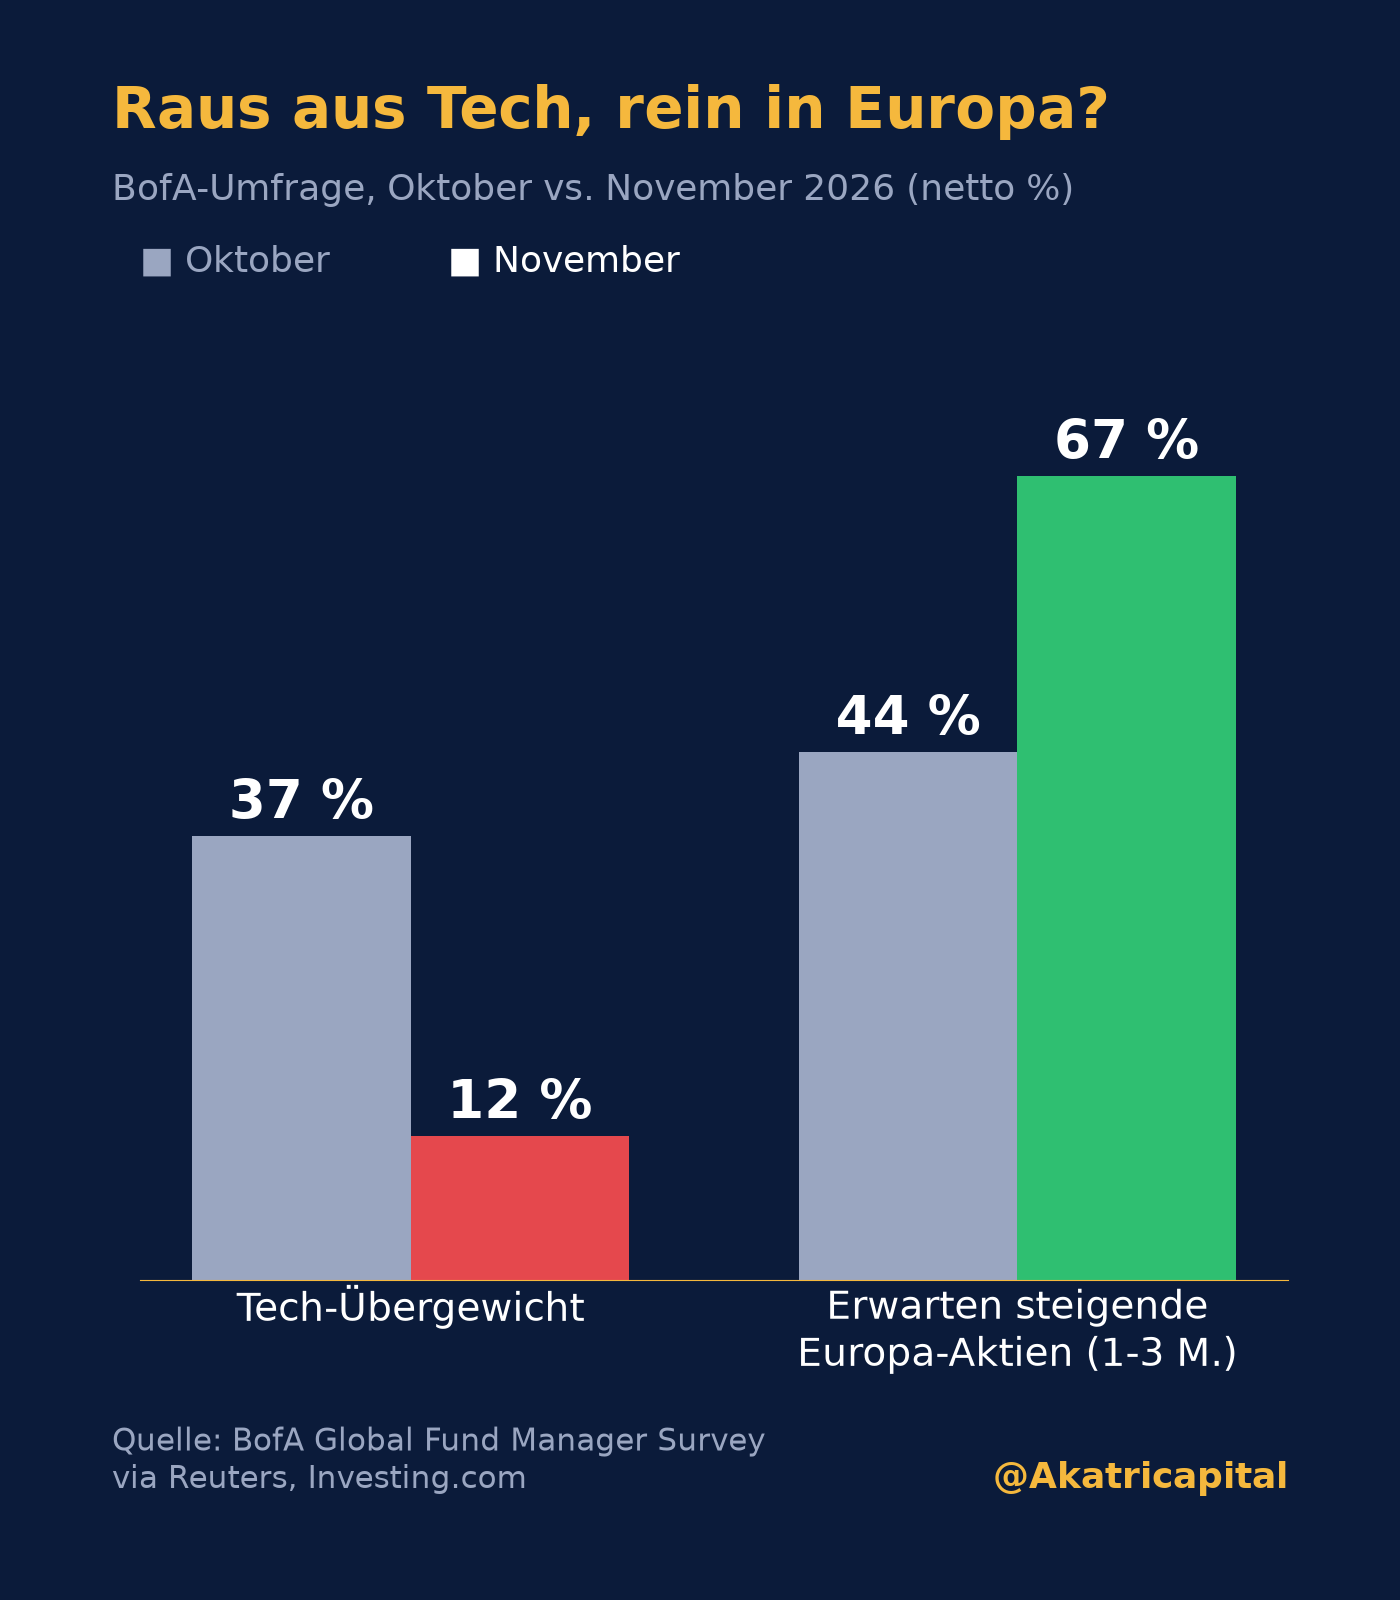 Raus aus Tech, rein in Europa?
BofA-Umfrage, Oktober vs. November 2026 (netto %)
Oktober
November
67 %
44 %
37 %
12 %
Tech-Übergewicht
Erwarten steigende
Europa-Aktien (1-3 M.)
Quelle: BofA Global Fund Manager Survey
via Reuters, Investing.com
@Akatricapital